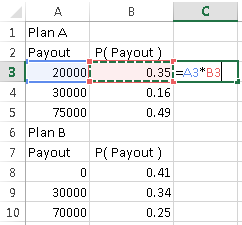 A B C
1 Plan A
2 Payout P( Payout )
3 20000 0.35 =A3*B3
4 30000 0.16
5 75000 0.49
6 Plan B
7 Payout P( Payout )
8 0 0.41
9 30000 0.34
10 70000 0.25